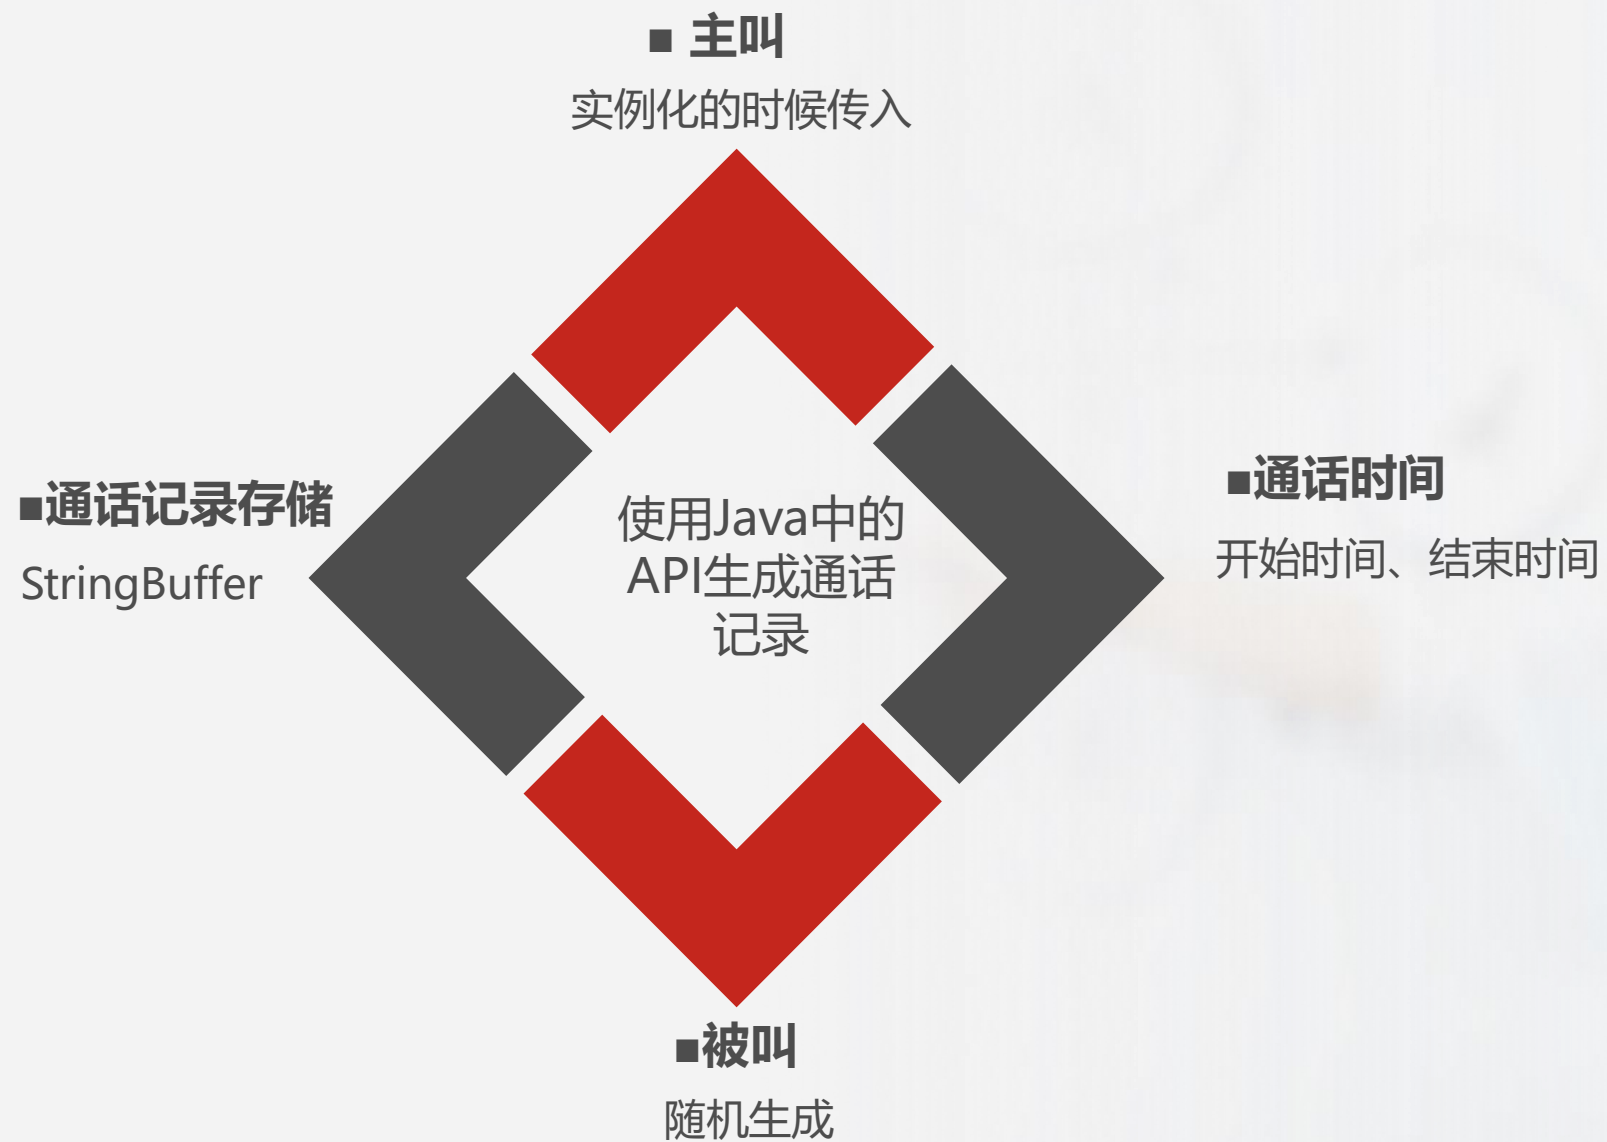 ■ 主叫
实例化的时候传入
■通话记录存储
StringBuffer
使用Java中的
API生成通话
记录
■通话时间
开始时间、结束时间
■被叫
随机生成